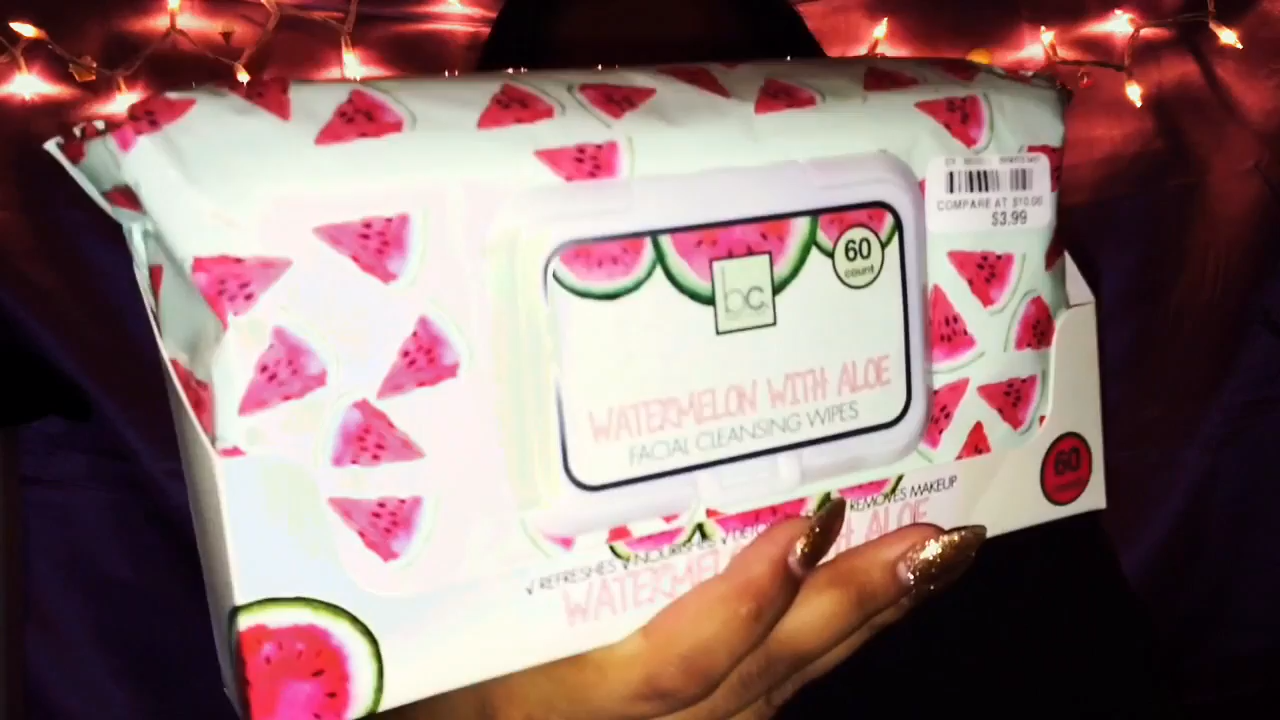 COMPARE AT $10.00
$3.99
60
count
bc.
WATERMELON WITH ALOE
FACIAL CLEANSING WIPES
60
√ REFRESHES √ NOURISHES √ REMOVES MAKEUP
WATERMELON ALOE